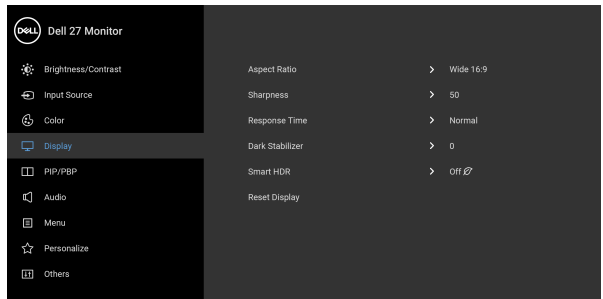 DELL Dell 27 Monitor
Brightness/Contrast
Input Source
Color
Display
PIP/PBP
Audio
Menu
Personalize
Others
Aspect Ratio Wide 16:9
Sharpness 50
Response Time Normal
Dark Stabilizer 0
Smart HDR Off
Reset Display